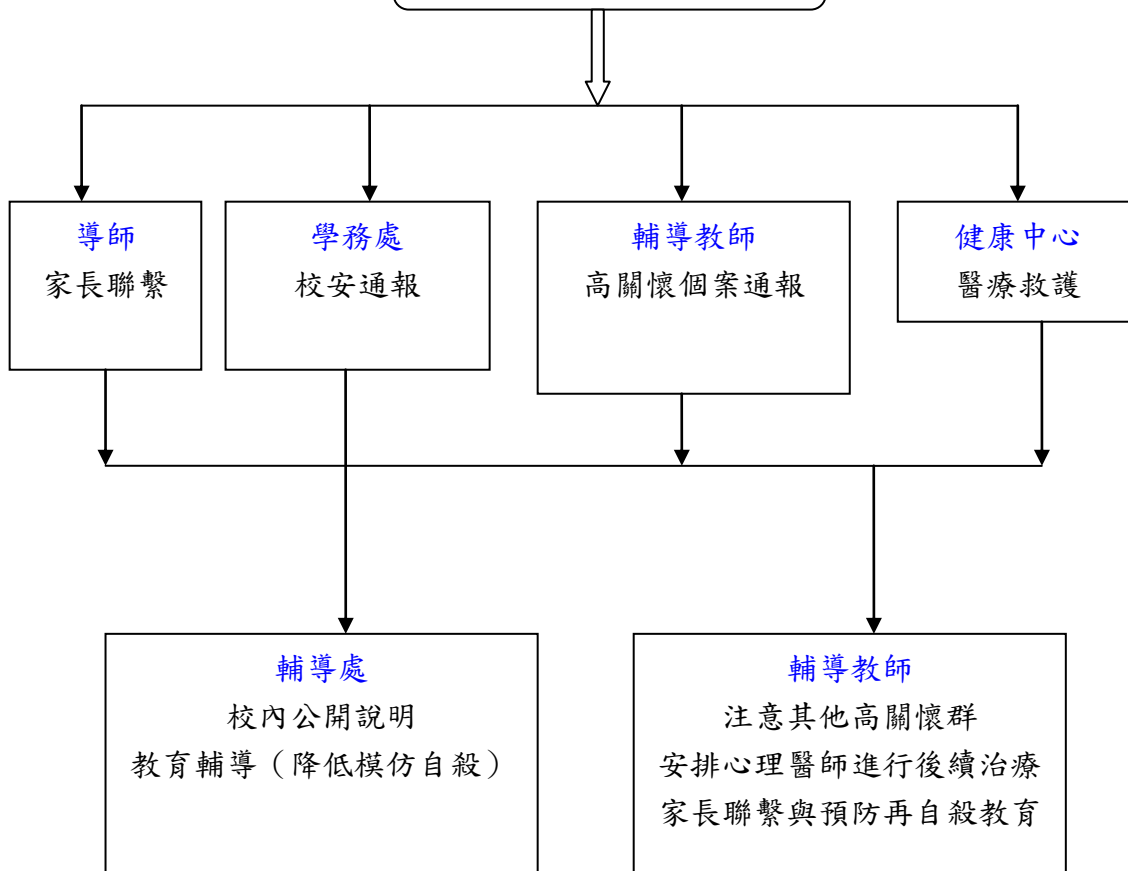 導師
家長聯繫
學務處
校安通報
輔導教師
高關懷個案通報
健康中心
醫療救護
輔導處
校內公開說明
教育輔導（降低模仿自殺）
輔導教師
注意其他高關懷群
安排心理醫師進行後續治療
家長聯繫與預防再自殺教育